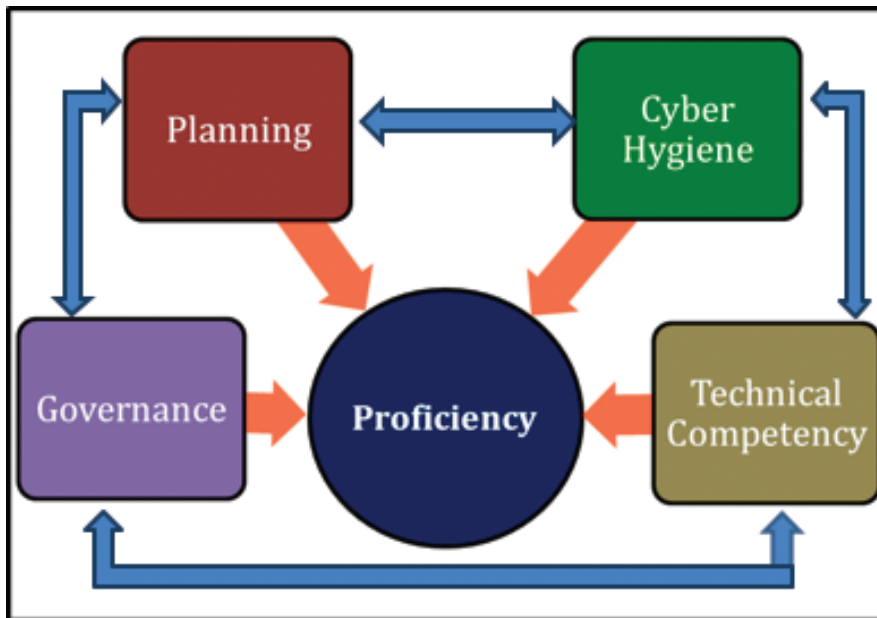 Planning
Cyber
Hygiene
Governance
Proficiency
Technical
Competency